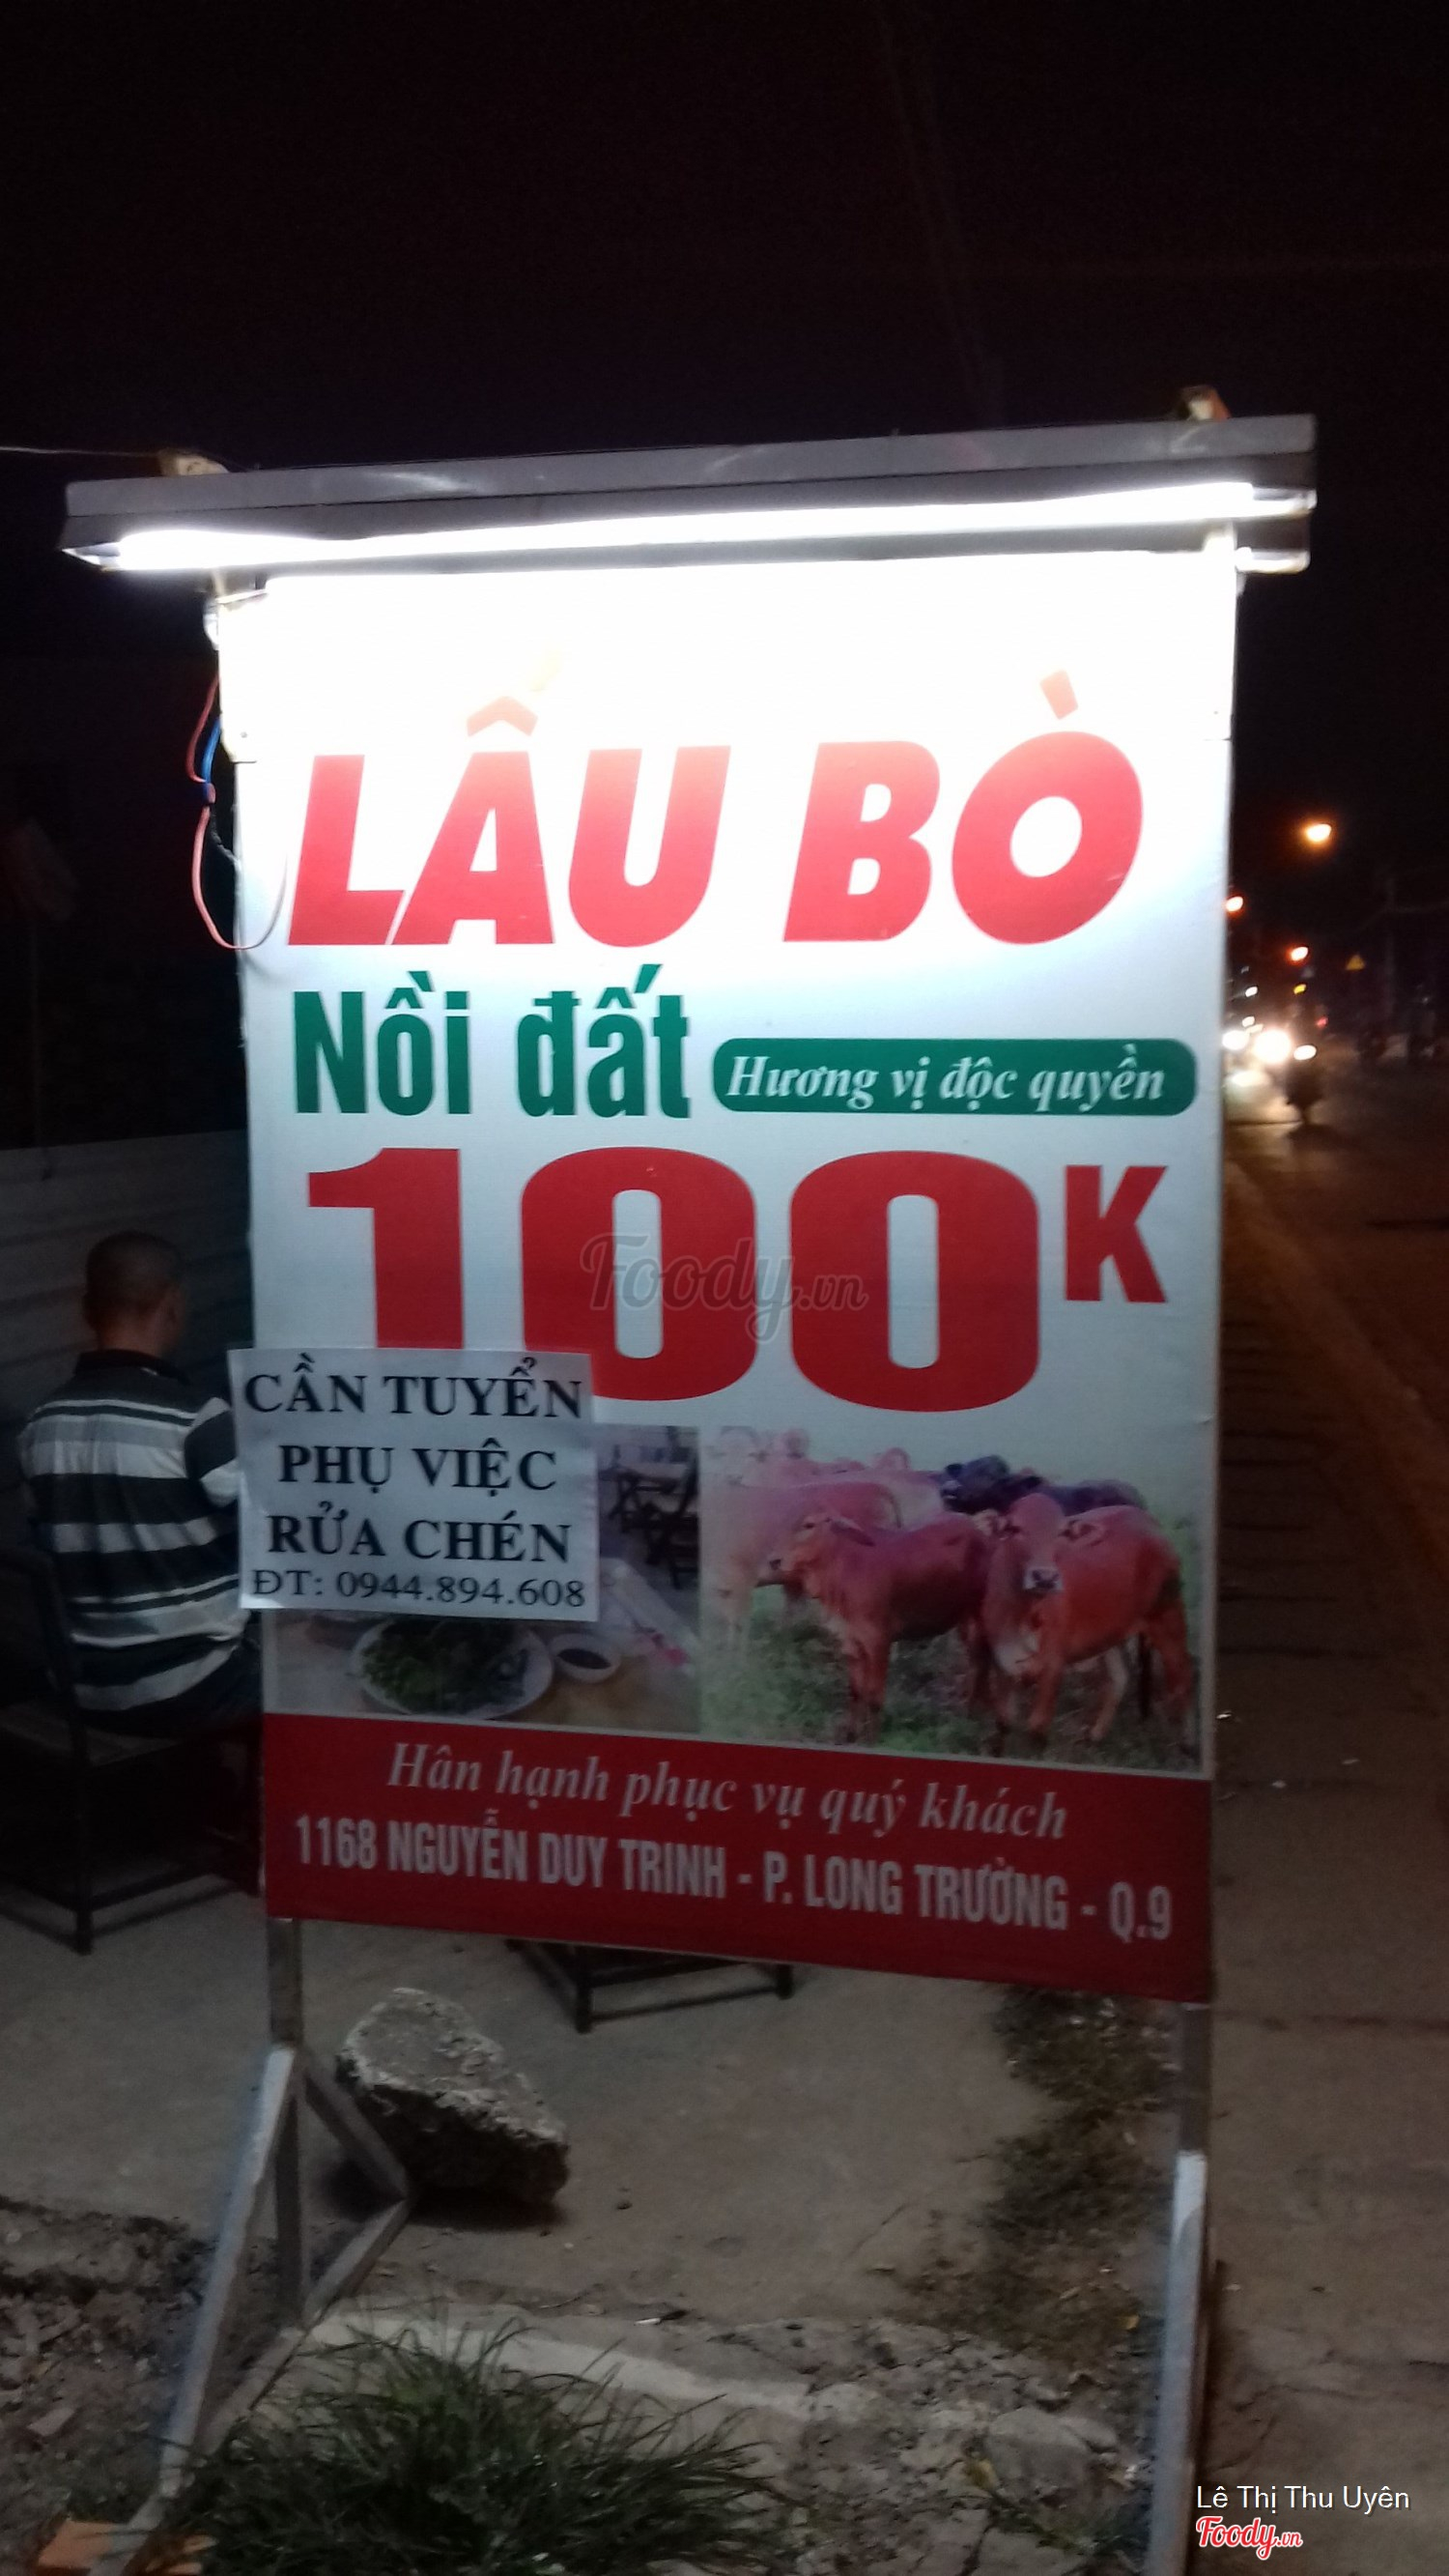 LẨU BÒ
Nồi đất
Hương vị độc quyền
100K
Foody.vn
CẦN TUYỂN
PHỤ VIỆC
RỬA CHÉN
ĐT: 0944.894.608
Hân hạnh phục vụ quý khách
1168 NGUYỄN DUY TRINH - P. LONG TRƯỜNG - Q.9
Lê Thị Thu Uyên
Foody.vn